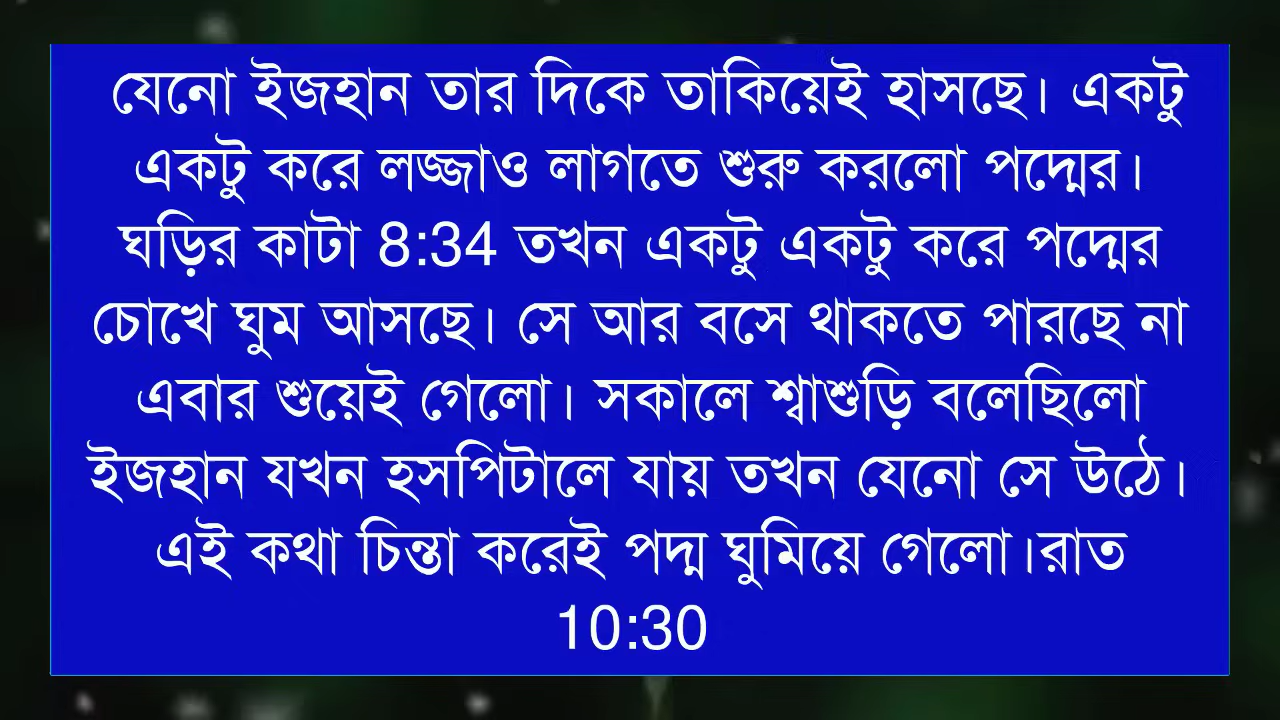 যেনো ইজহান তার দিকে তাকিয়েই হাসছে। একটু
একটু করে লজ্জাও লাগতে শুরু করলো পদ্মের।
ঘড়ির কাটা 8:34 তখন একটু একটু করে পদ্মের
চোখে ঘুম আসছে। সে আর বসে থাকতে পারছে না
এবার শুয়েই গেলো। সকালে শ্বাশুড়ি বলেছিলো
ইজহান যখন হসপিটালে যায় তখন যেনো সে উঠে।
এই কথা চিন্তা করেই পদ্ম ঘুমিয়ে গেলো।রাত
10:30